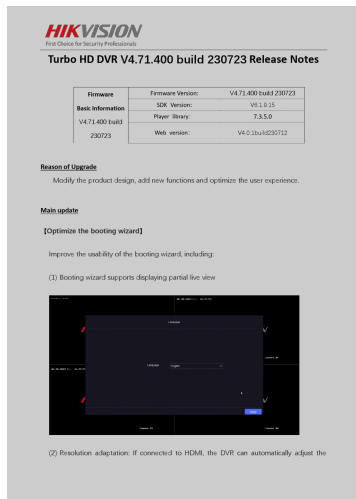 HIKVISION
First Choice for Security Professionals
Turbo HD DVR V4.71.400 build 230723 Release Notes
Firmware
Basic Information
V4.71.400 build
230723
Firmware Version:
V4.71.400 build 230723
SDK Version:
V6.1.9.15
Player library:
7.3.5.0
Web version:
V4.0.1build230712
Reason of Upgrade
Modify the product design, add new functions and optimize the user experience.
Main update
【Optimize the booting wizard】
Improve the usability of the booting wizard, including:
(1) Booting wizard supports displaying partial live view
Language
Language
English
(2) Resolution adaptation: If connected to HDMI, the DVR can automatically adjust the